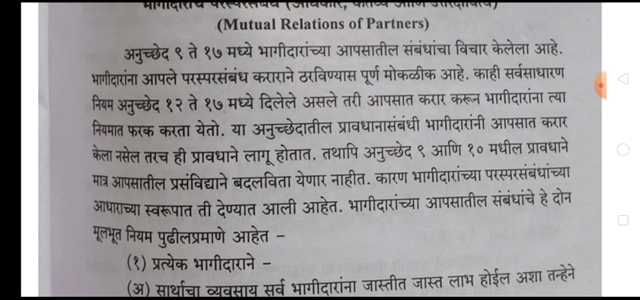 भागीदारांचे परस्परसंबंध (अधिकार, कर्तव्य आणि उत्तरदायित्व)
(Mutual Relations of Partners)
अनुच्छेद ९ ते १७ मध्ये भागीदारांच्या आपसातील संबंधांचा विचार केलेला आहे.
भागीदारांना आपले परस्परसंबंध कराराने ठरविण्यास पूर्ण मोकळीक आहे. काही सर्वसाधारण
नियम अनुच्छेद १२ ते १७ मध्ये दिलेले असले तरी आपसात करार करून भागीदारांना त्या
नियमात फरक करता येतो. या अनुच्छेदातील प्रावधानासंबंधी भागीदारांनी आपसात करार
केला नसेल तरच ही प्रावधाने लागू होतात. तथापि अनुच्छेद ९ आणि १० मधील प्रावधाने
मात्र आपसातील प्रसंविद्याने बदलविता येणार नाहीत. कारण भागीदारांच्या परस्परसंबंधांच्या
आधाराच्या स्वरूपात ती देण्यात आली आहेत. भागीदारांच्या आपसातील संबंधांचे हे दोन
मूलभूत नियम पुढीलप्रमाणे आहेत –
(१) प्रत्येक भागीदाराने –
(अ) सार्थाचा व्यवसाय सर्व भागीदारांना जास्तीत जास्त लाभ होईल अशा तऱ्हेने